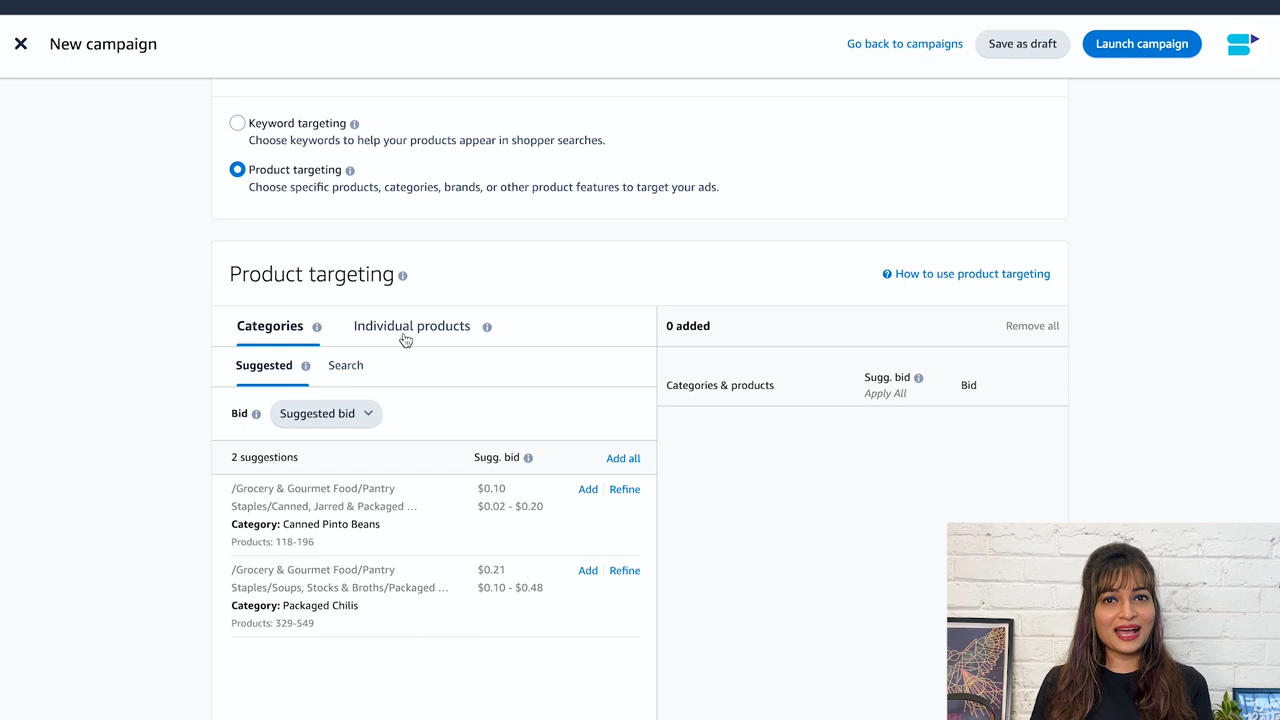 New campaign
Go back to campaigns
Save as draft
Launch campaign
Keyword targeting
Choose keywords to help your products appear in shopper searches.
Product targeting
Choose specific products, categories, brands, or other product features to target your ads.
Product targeting
How to use product targeting
Categories
Individual products
0 added
Remove all
Suggested
Search
Categories & products
Sugg. bid
Apply All
Bid
Bid
Suggested bid
2 suggestions
Sugg. bid
Add all
/Grocery & Gourmet Food/Pantry
$0.10
Add
Refine
Staples/Canned, Jarred & Packaged ...
$0.02 - $0.20
Category: Canned Pinto Beans
Products: 118-196
/Grocery & Gourmet Food/Pantry
$0.21
Add
Refine
Staples/Soups, Stocks & Broths/Packaged ...
$0.10 - $0.48
Category: Packaged Chilis
Products: 329-549